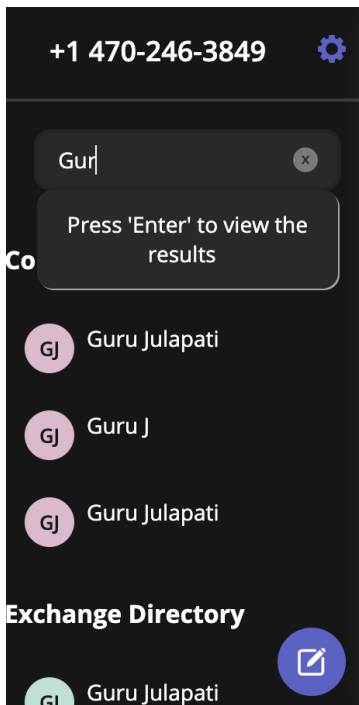 +1 470-246-3849
Gur
x
Press 'Enter' to view the
results
Co
GJ Guru Julapati
GJ Guru J
GJ Guru Julapati
Exchange Directory
GJ Guru Julapati